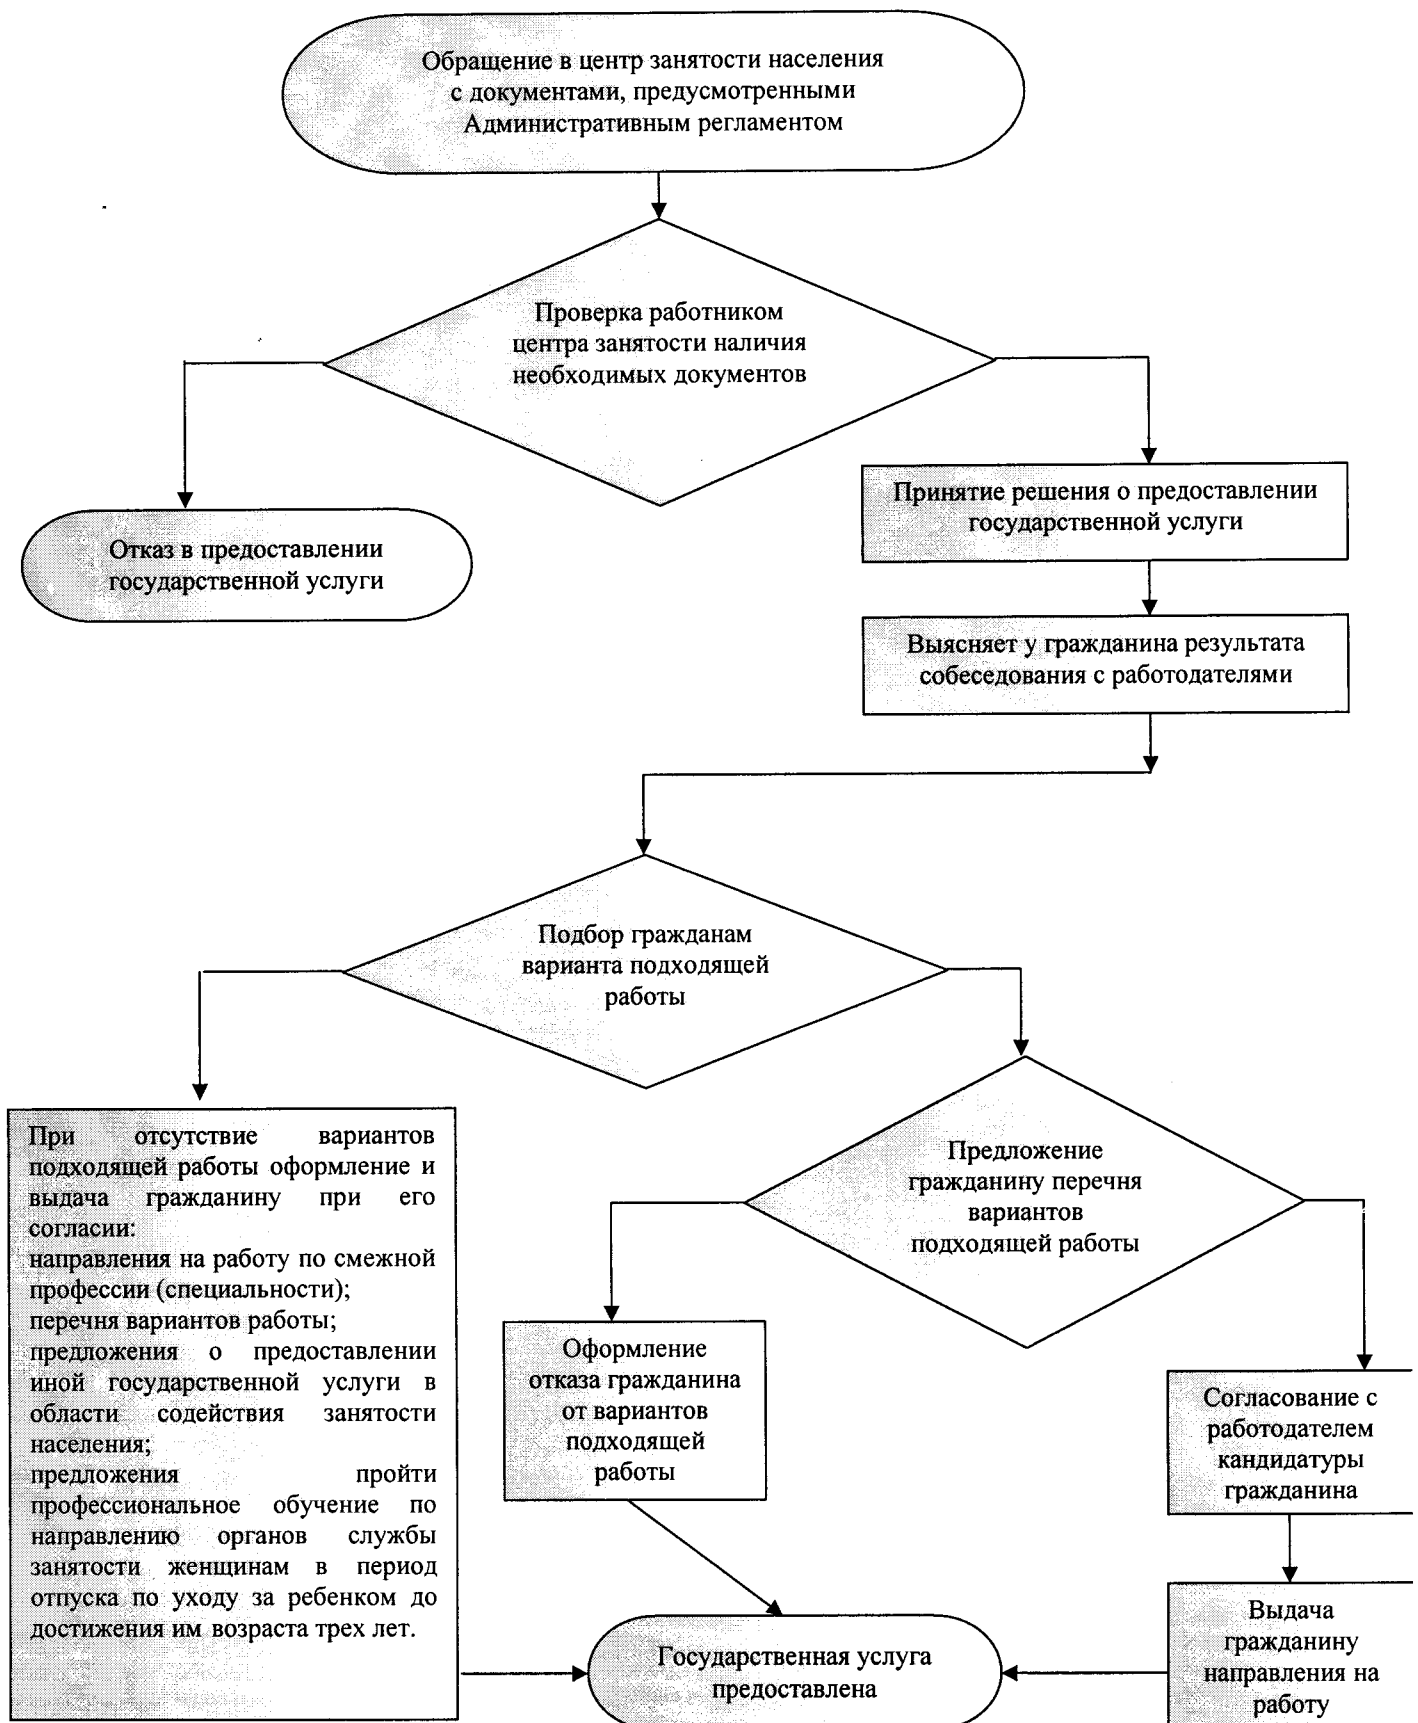 Обращение в центр занятости населения
с документами, предусмотренными
Административным регламентом
Проверка работником
центра занятости наличия
необходимых документов
Отказ в предоставлении
государственной услуги
Принятие решения о предоставлении
государственной услуги
Выясняет у гражданина результата
собеседования с работодателями
Подбор гражданам
варианта подходящей
работы
При отсутствие вариантов
подходящей работы оформление и
выдача гражданину при его
согласии:
направления на работу по смежной
профессии (специальности);
перечня вариантов работы;
предложения о предоставлении
иной государственной услуги в
области содействия занятости
населения;
предложения пройти
профессиональное обучение по
направлению органов службы
занятости женщинам в период
отпуска по уходу за ребенком до
достижения им возраста трех лет.
Предложение
гражданину перечня
вариантов
подходящей работы
Оформление
отказа гражданина
от вариантов
подходящей
работы
Согласование с
работодателем
кандидатуры
гражданина
Выдача
гражданину
направления на
работу
Государственная услуга
предоставлена